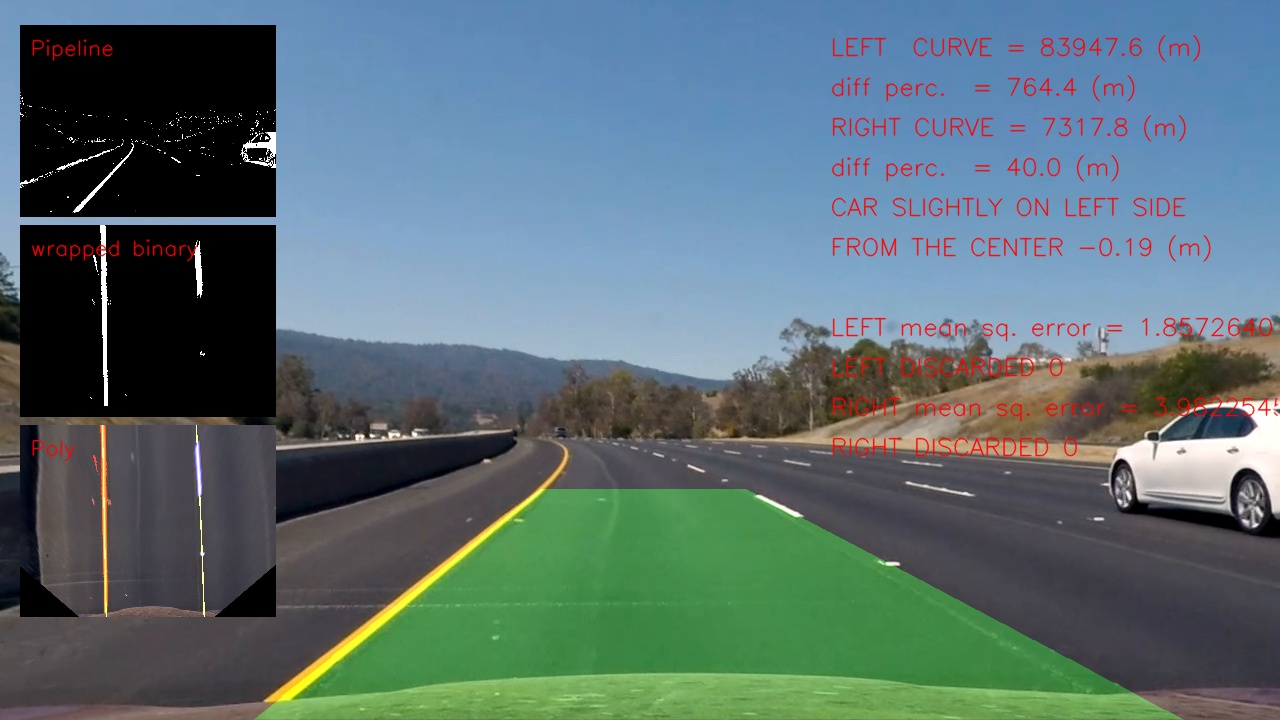 Pipeline
wrapped binary
Poly
LEFT CURVE = 83947.6 (m)
diff perc. = 764.4 (m)
RIGHT CURVE = 7317.8 (m)
diff perc. = 40.0 (m)
CAR SLIGHTLY ON LEFT SIDE
FROM THE CENTER -0.19 (m)
LEFT mean sq. error = 1.8572640
LEFT DISCARDED 0
RIGHT mean sq. error = 3.9822545
RIGHT DISCARDED 0